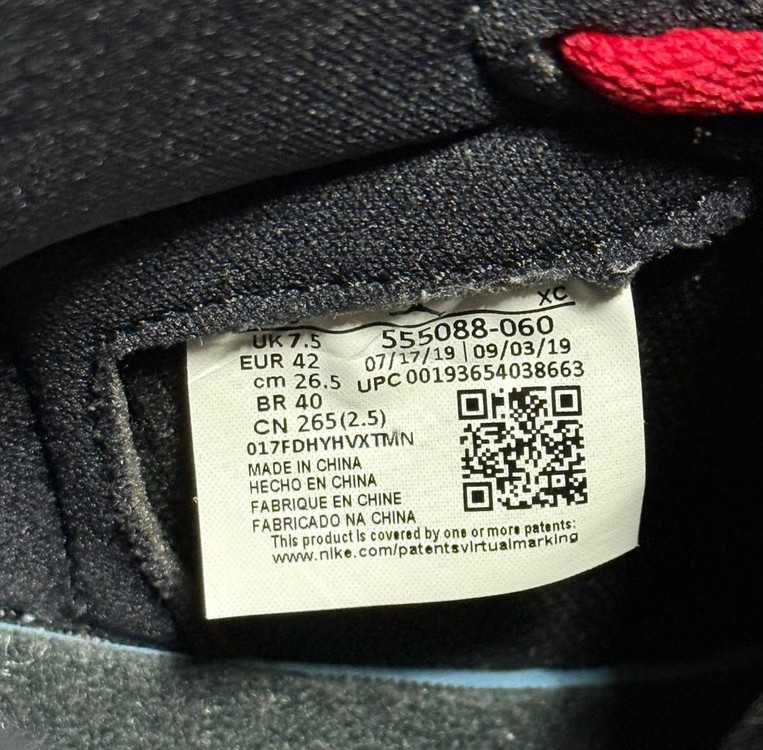 XC
UK 7.5
555088-060
EUR 42
07/17/19 | 09/03/19
cm 26.5
UPC 00193654038663
BR 40
CN 265(2.5)
017FDHYHVXTMN
MADE IN CHINA
HECHO EN CHINA
FABRIQUE EN CHINE
FABRICADO NA CHINA
This product is covered by one or more patents:
www.nike.com/patentsvirtualmarking